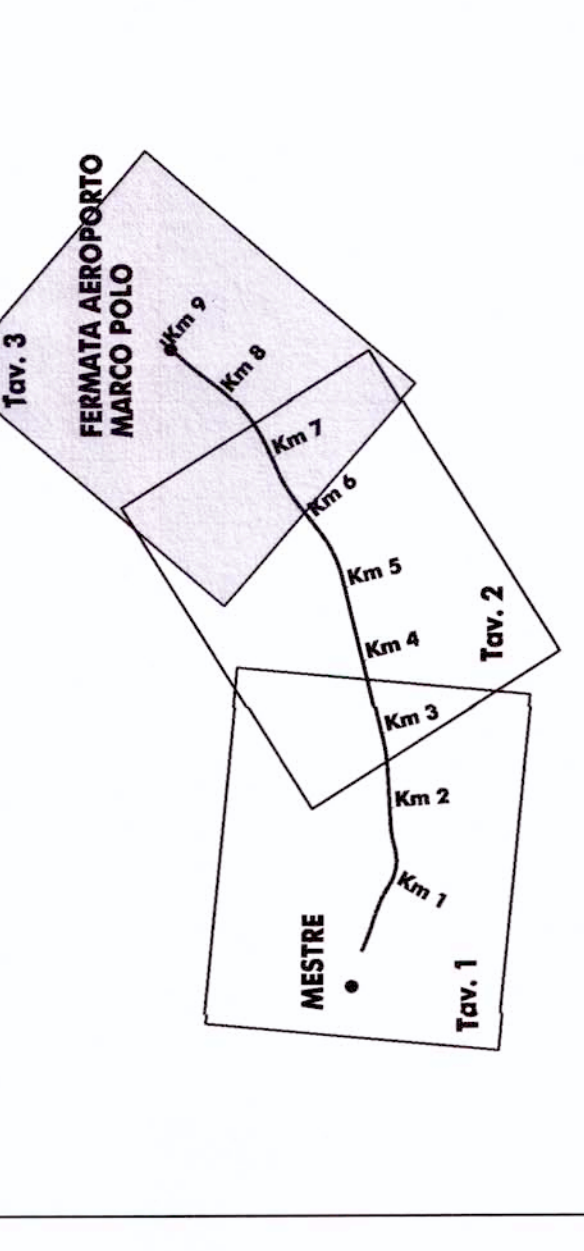 Tav. 3
FERMATA AEROPORTO
MARCO POLO
Km 9
Km 8
Km 7
Km 6
Km 5
Km 4
Tav. 2
Km 3
Km 2
Km 1
MESTRE
Tav. 1